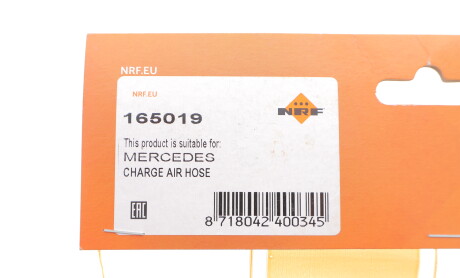 NRF.EU
NRF.EU
165019
NRF
This product is suitable for:
MERCEDES
CHARGE AIR HOSE
EAC
8 718042 400345